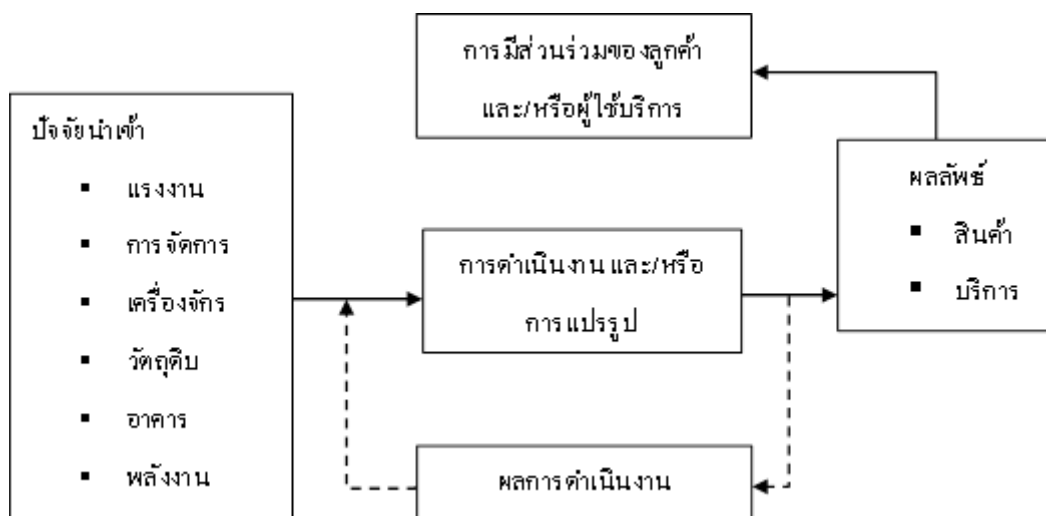 การมีส่วนร่วมของลูกค้า
และ/หรือผู้ใช้บริการ
ปัจจัยนำเข้า
▪ แรงงาน
▪ การจัดการ
▪ เครื่องจักร
▪ วัตถุดิบ
▪ อาคาร
▪ พลังงาน
การดำเนินงาน และ/หรือ
การแปรรูป
ผลลัพธ์
▪ สินค้า
▪ บริการ
ผลการดำเนินงาน